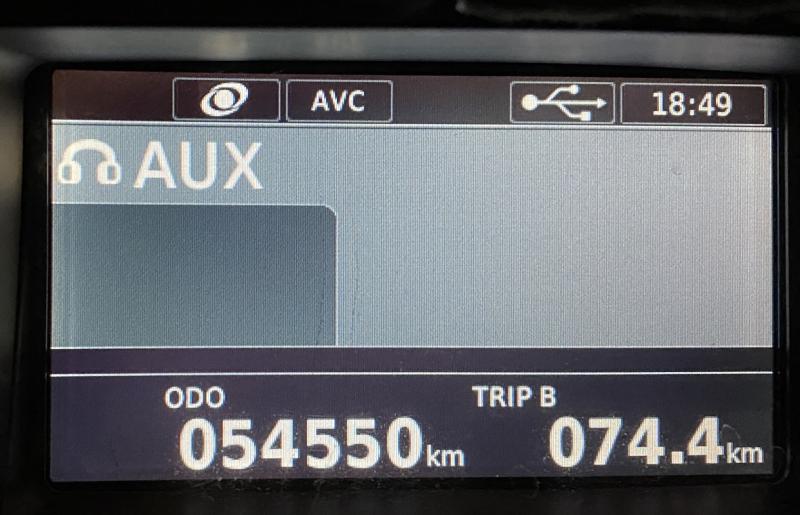 AVC 18:49
AUX
ODO TRIP B
054550km 074.4km